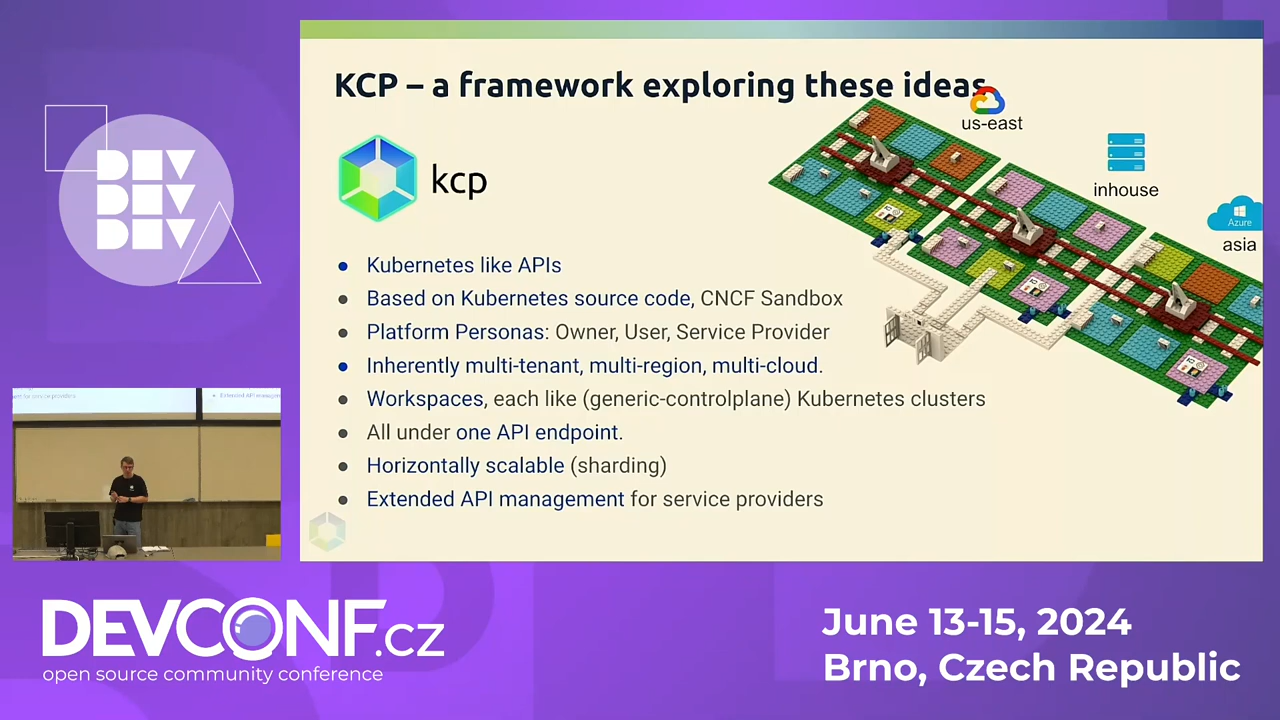 KCP – a framework exploring these ideas
us-east
inhouse
Azure
asia
kcp
Kubernetes like APIs
Based on Kubernetes source code, CNCF Sandbox
Platform Personas: Owner, User, Service Provider
Inherently multi-tenant, multi-region, multi-cloud.
Workspaces, each like (generic-controlplane) Kubernetes clusters
All under one API endpoint.
Horizontally scalable (sharding)
Extended API management for service providers
DEV
DEV
DEV
Extended API managem
DEVCONF.cz
open source community conference
June 13-15, 2024
Brno, Czech Republic